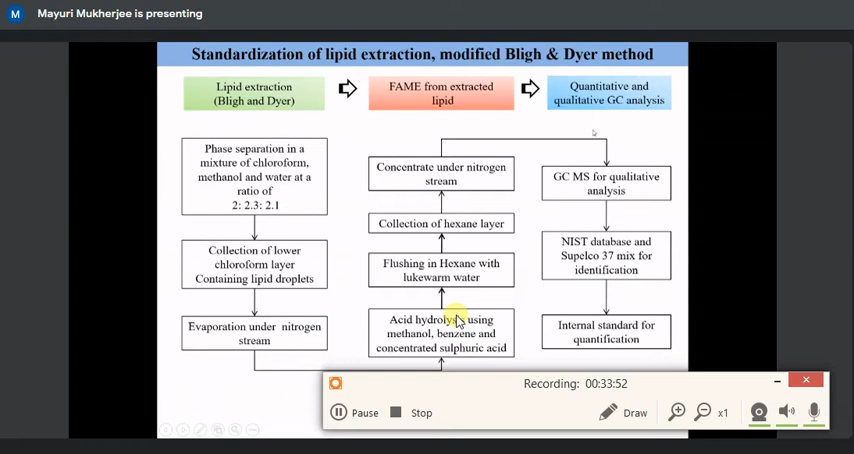 M Mayuri Mukherjee is presenting
Standardization of lipid extraction, modified Bligh & Dyer method
Lipid extraction
(Bligh and Dyer)
FAME from extracted
lipid
Quantitative and
qualitative GC analysis
Phase separation in a
mixture of chloroform,
methanol and water at a
ratio of
2: 2.3: 2.1
Collection of lower
chloroform layer
Containing lipid droplets
Evaporation under nitrogen
stream
Concentrate under nitrogen
stream
Collection of hexane layer
Flushing in Hexane with
lukewarm water
Acid hydrolysis using
methanol, benzene and
concentrated sulphuric acid
GC MS for qualitative
analysis
NIST database and
Supelco 37 mix for
identification
Internal standard for
quantification
Recording: 00:33:52
Pause Stop Draw x1